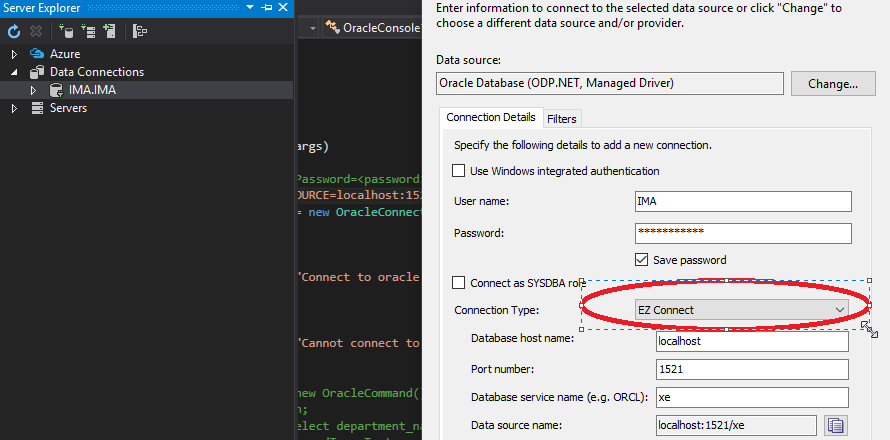 Server Explorer
Azure
Data Connections
IMA.IMA
Servers
OracleConsole
args)
Password=<password
OURCE=localhost:15
= new OracleConnect
"Connect to oracle
"Cannot connect to
new OracleCommand()
n;
elect department_na
Enter information to connect to the selected data source or click "Change" to
choose a different data source and/or provider.
Data source:
Oracle Database (ODP.NET, Managed Driver)
Change...
Connection Details
Filters
Specify the following details to add a new connection.
Use Windows integrated authentication
User name:
IMA
Password:
***********
Save password
Connect as SYSDBA role
Connection Type:
EZ Connect
Database host name:
localhost
Port number:
1521
Database service name (e.g. ORCL):
xe
Data source name:
localhost:1521/xe